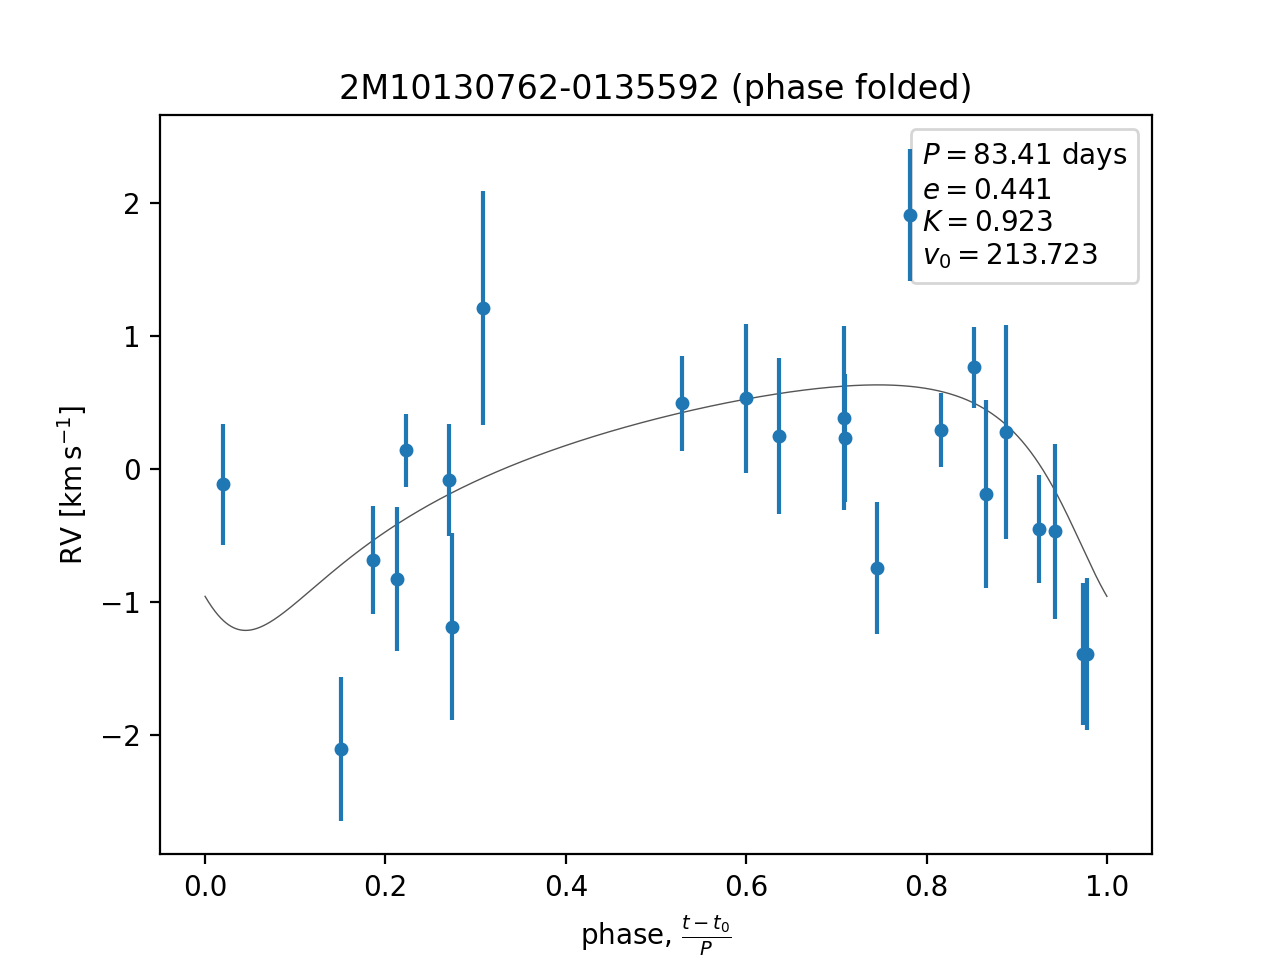 2M10130762-0135592 (phase folded)
P = 83.41 days
e = 0.441
K = 0.923
v₀ = 213.723
RV [km s⁻¹]
2
1
0
−1
−2
0.0 0.2 0.4 0.6 0.8 1.0
phase, (t − t₀)/P